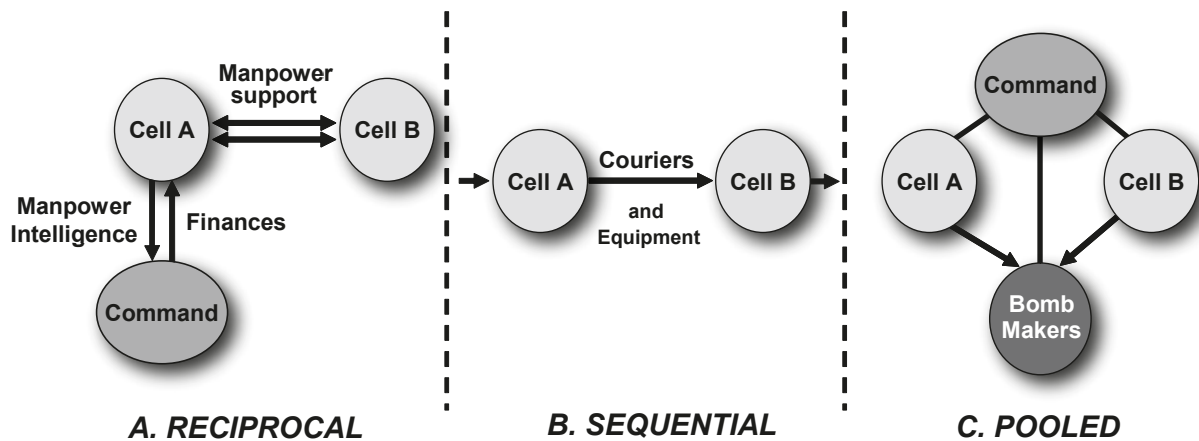 Manpower
support
Cell A
Cell B
Manpower
Intelligence
Finances
Command
A. RECIPROCAL
Cell A
Couriers
and
Equipment
Cell B
B. SEQUENTIAL
Command
Cell A
Cell B
Bomb
Makers
C. POOLED